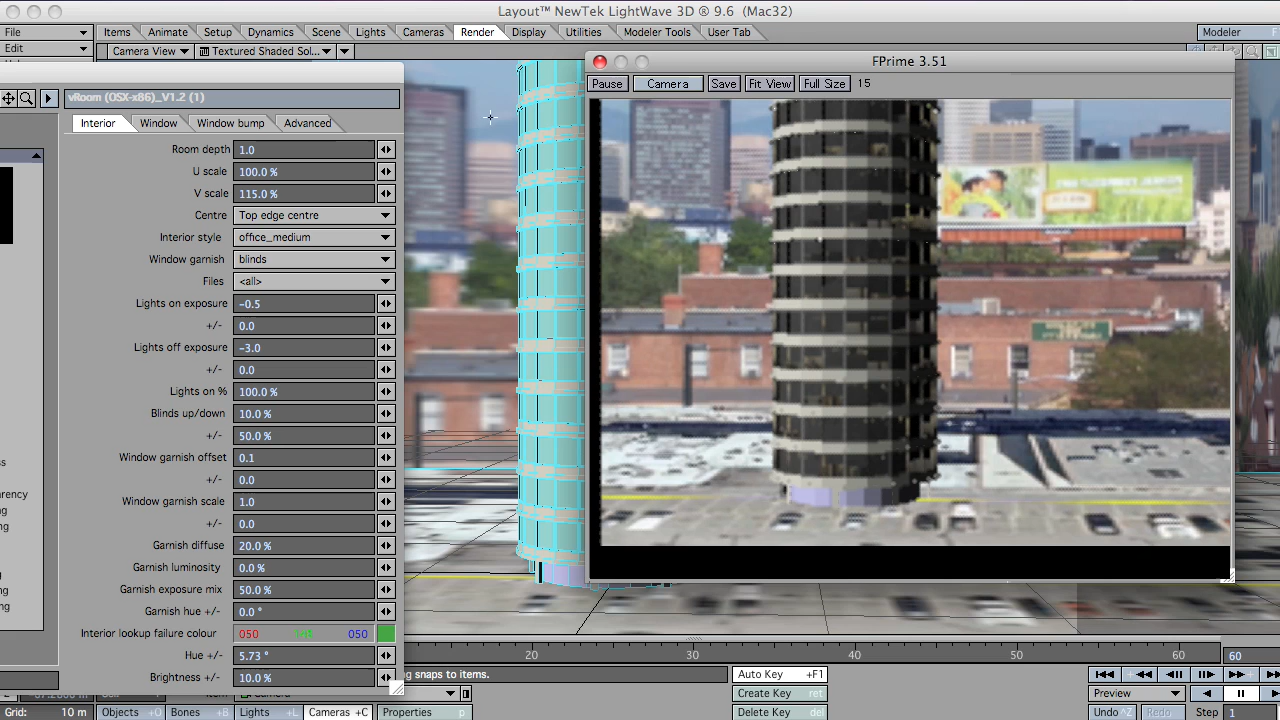 Layout™ NewTek LightWave 3D ® 9.6 (Mac32)
File Items Animate Setup Dynamics Scene Lights Cameras Render Display Utilities Modeler Tools User Tab Modeler F
Edit Camera View Textured Shaded Sol...
FPrime 3.51
Pause Camera Save Fit View Full Size 15
vRoom (OSX-x86)_V1.2 (1)
Interior Window Window bump Advanced
Room depth 1.0
U scale 100.0 %
V scale 115.0 %
Centre Top edge centre
Interior style office_medium
Window garnish blinds
Files <all>
Lights on exposure -0.5
+/- 0.0
Lights off exposure -3.0
+/- 0.0
Lights on % 100.0 %
Blinds up/down 10.0 %
+/- 50.0 %
Window garnish offset 0.1
+/- 0.0
Window garnish scale 1.0
+/- 0.0
Garnish diffuse 20.0 %
Garnish luminosity 0.0 %
Garnish exposure mix 50.0 %
Garnish hue +/- 0.0 °
Interior lookup failure colour 050 050
Hue +/- 5.73 °
Brightness +/- 10.0 %
20 30 40 50 60 60
snap to items. Auto Key +F1
Create Key ret Preview
Grid: 10 m Objects +O Bones +B Lights +L Cameras +C Properties p Delete Key del Undo ^Z Redo Step 1